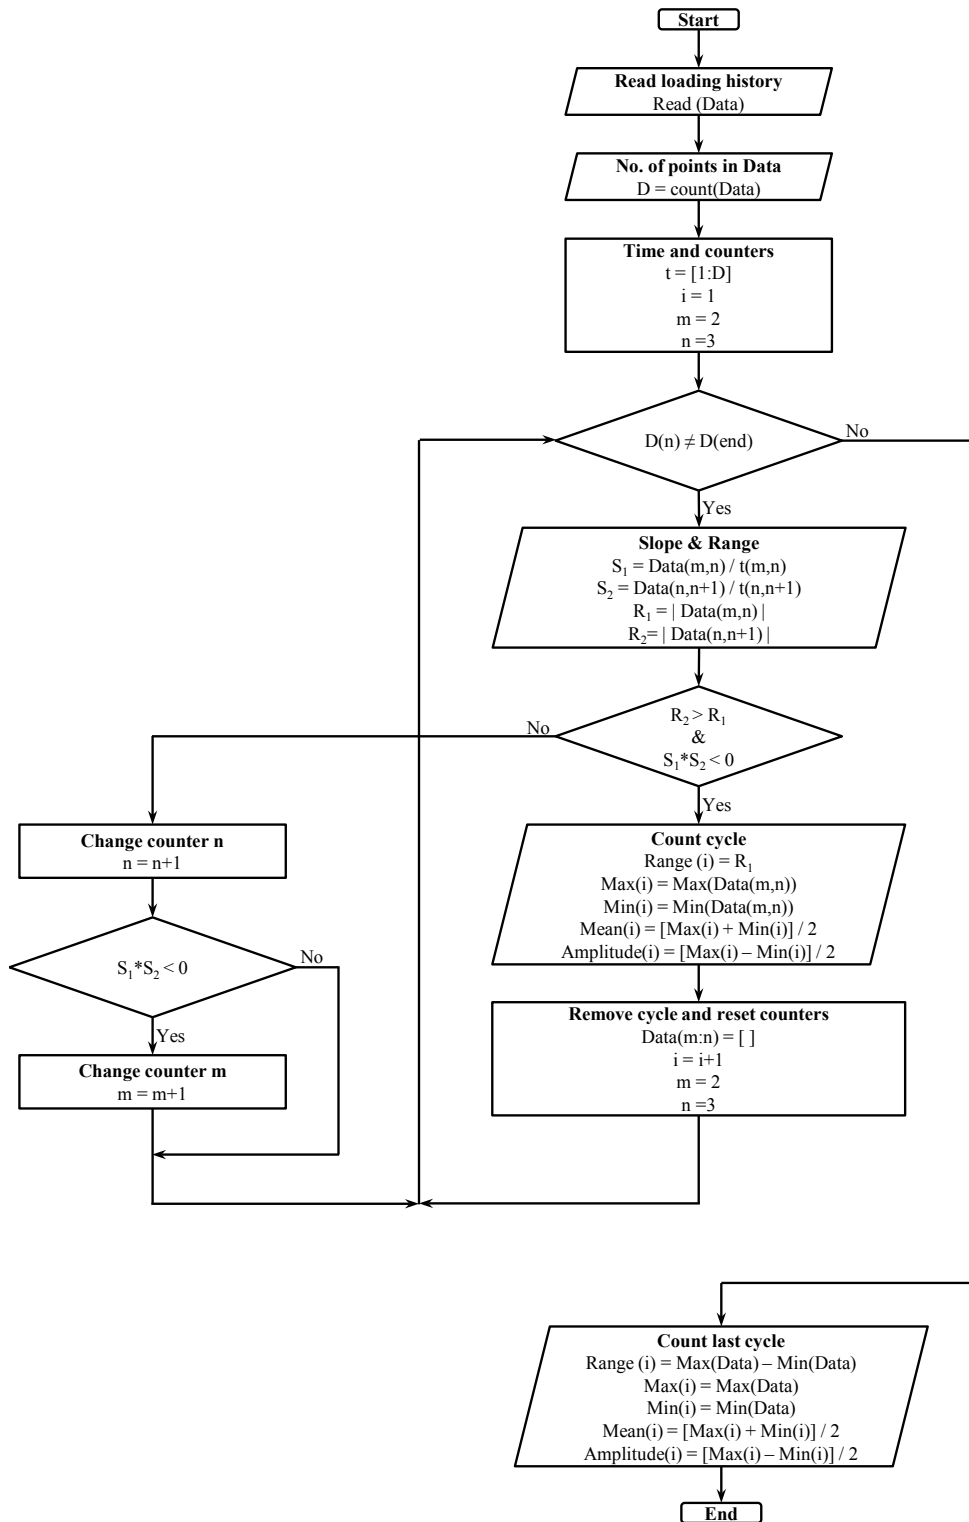 Start
Read loading history
Read (Data)
No. of points in Data
D = count(Data)
Time and counters
t = [1:D]
i = 1
m = 2
n =3
D(n) ≠ D(end)
No
Yes
Slope & Range
S₁ = Data(m,n) / t(m,n)
S₂ = Data(n,n+1) / t(n,n+1)
R₁ = | Data(m,n) |
R₂= | Data(n,n+1) |
R₂ > R₁
&
S₁*S₂ < 0
No
Yes
Change counter n
n = n+1
S₁*S₂ < 0
No
Yes
Change counter m
m = m+1
Count cycle
Range (i) = R₁
Max(i) = Max(Data(m,n))
Min(i) = Min(Data(m,n))
Mean(i) = [Max(i) + Min(i)] / 2
Amplitude(i) = [Max(i) – Min(i)] / 2
Remove cycle and reset counters
Data(m:n) = [ ]
i = i+1
m = 2
n =3
Count last cycle
Range (i) = Max(Data) – Min(Data)
Max(i) = Max(Data)
Min(i) = Min(Data)
Mean(i) = [Max(i) + Min(i)] / 2
Amplitude(i) = [Max(i) – Min(i)] / 2
End